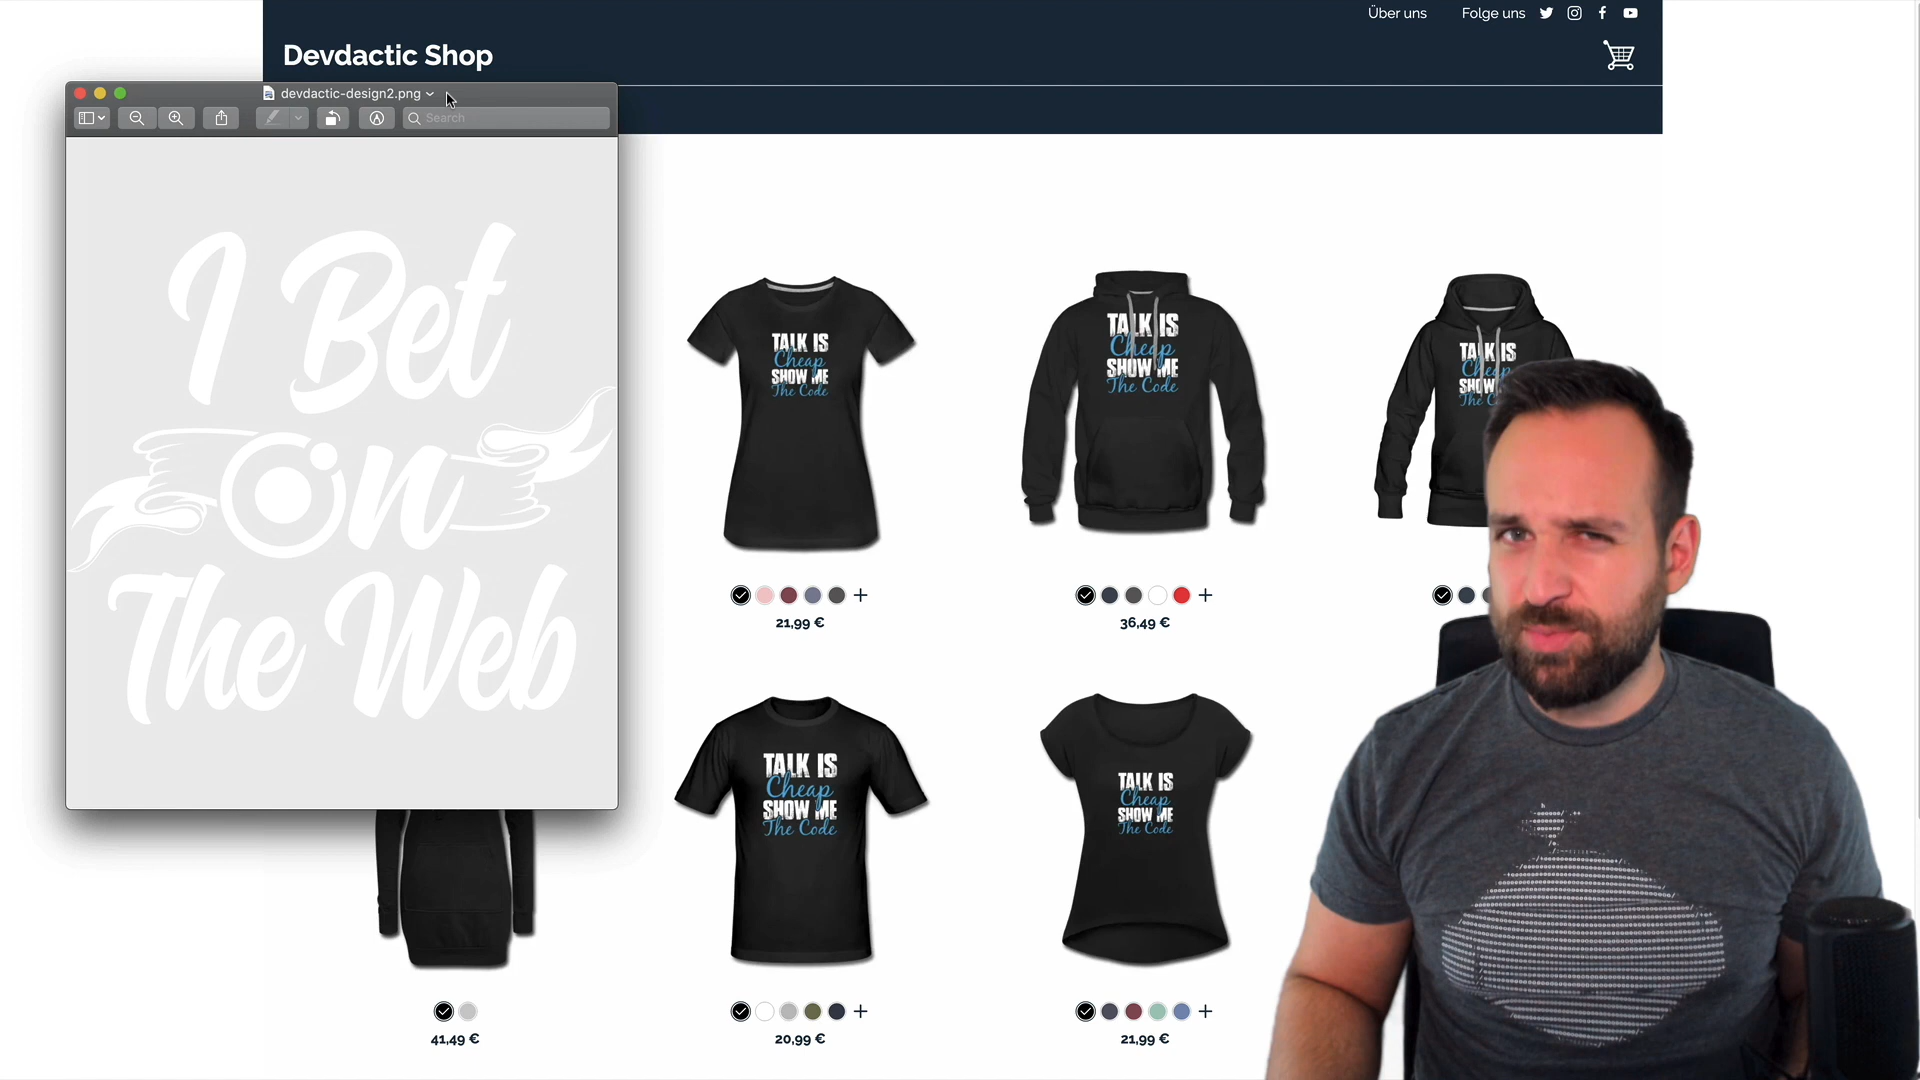 Über uns
Folge uns
Devdactic Shop
devdactic-design2.png
Search
I Bet
On
The Web
TALK IS
Cheap
SHOW ME
The Code
TALK IS
Cheap
SHOW ME
The Code
TALK IS
Cheap
SHOW
The
21,99 €
36,49 €
TALK IS
Cheap
SHOW ME
The Code
TALK IS
Cheap
SHOW ME
The Code
41,49 €
20,99 €
21,99 €